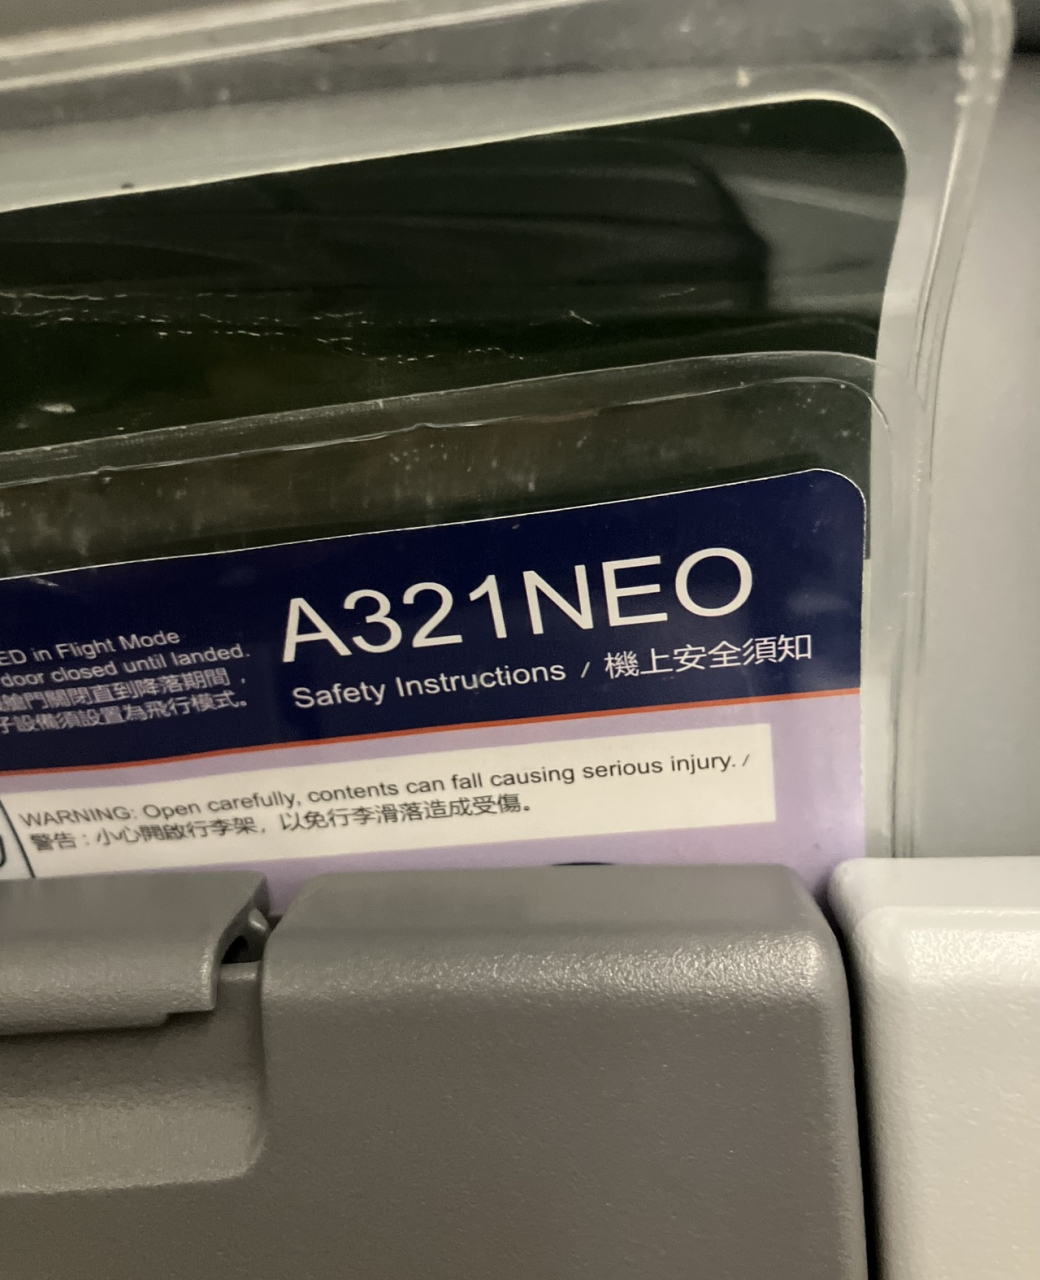 ED in Flight Mode
door closed until landed.
艙門關閉直到降落期間，
子設備須設置為飛行模式。
A321NEO
Safety Instructions / 機上安全須知
WARNING: Open carefully, contents can fall causing serious injury. /
警告：小心開啟行李架，以免行李滑落造成受傷。